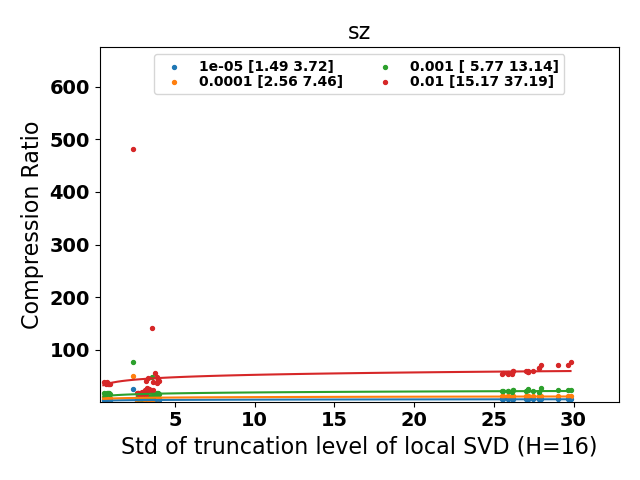 sz
1e-05 [1.49 3.72]
0.0001 [2.56 7.46]
0.001 [ 5.77 13.14]
0.01 [15.17 37.19]
Compression Ratio
600
500
400
300
200
100
5 10 15 20 25 30
Std of truncation level of local SVD (H=16)